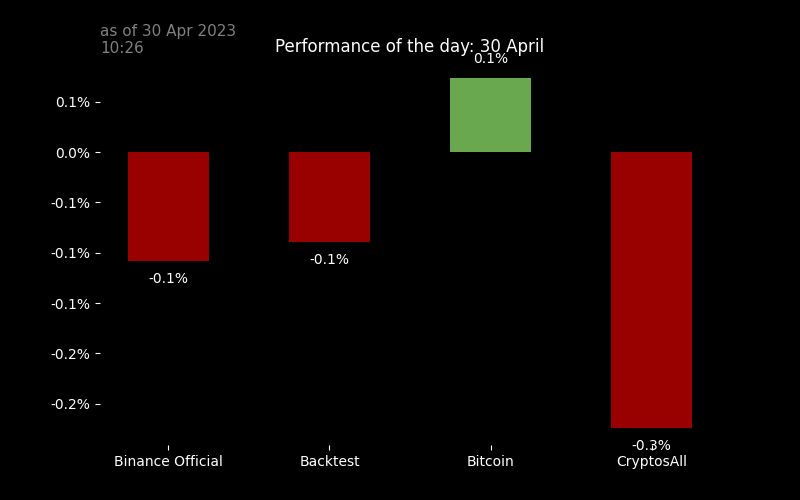 as of 30 Apr 2023
10:26
Performance of the day: 30 April
0.1%
0.1%
0.0%
-0.1%
-0.1%
-0.1%
-0.2%
-0.2%
-0.1%
-0.1%
-0.3%
Binance Official
Backtest
Bitcoin
CryptosAll